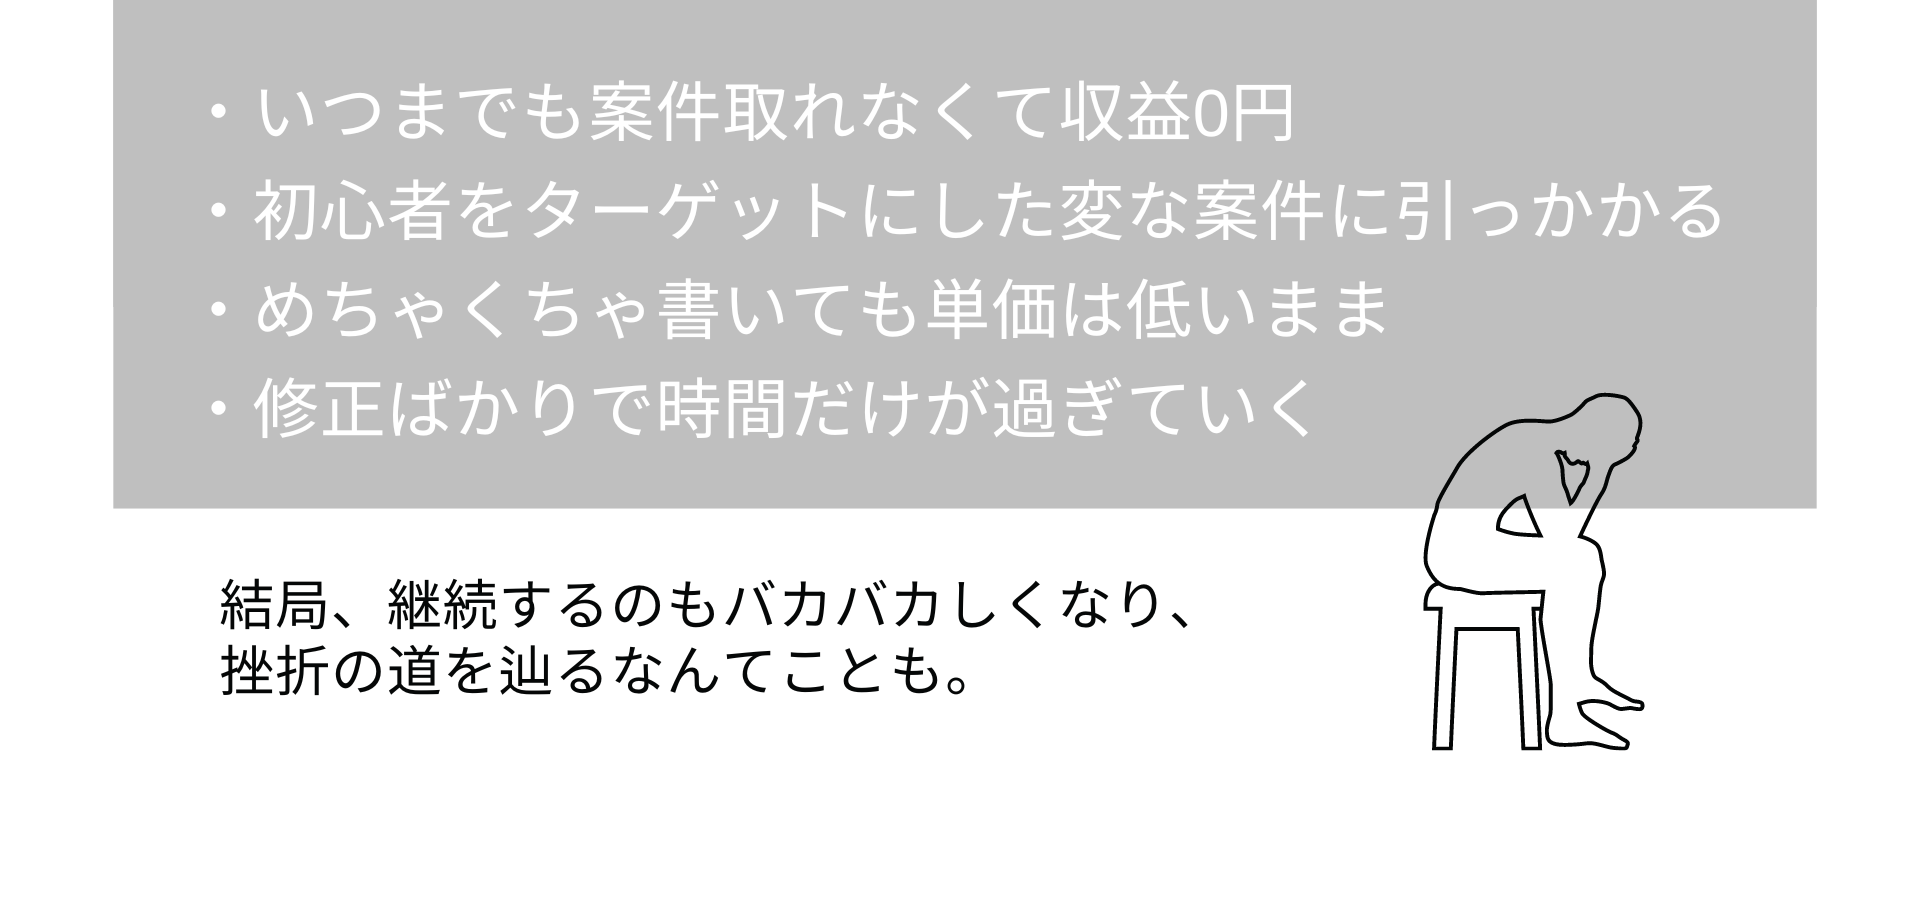 ・いつまでも案件取れなくて収益0円
・初心者をターゲットにした変な案件に引っかかる
・めちゃくちゃ書いても単価は低いまま
・修正ばかりで時間だけが過ぎていく
結局、継続するのもバカバカしくなり、
挫折の道を辿るなんてことも。